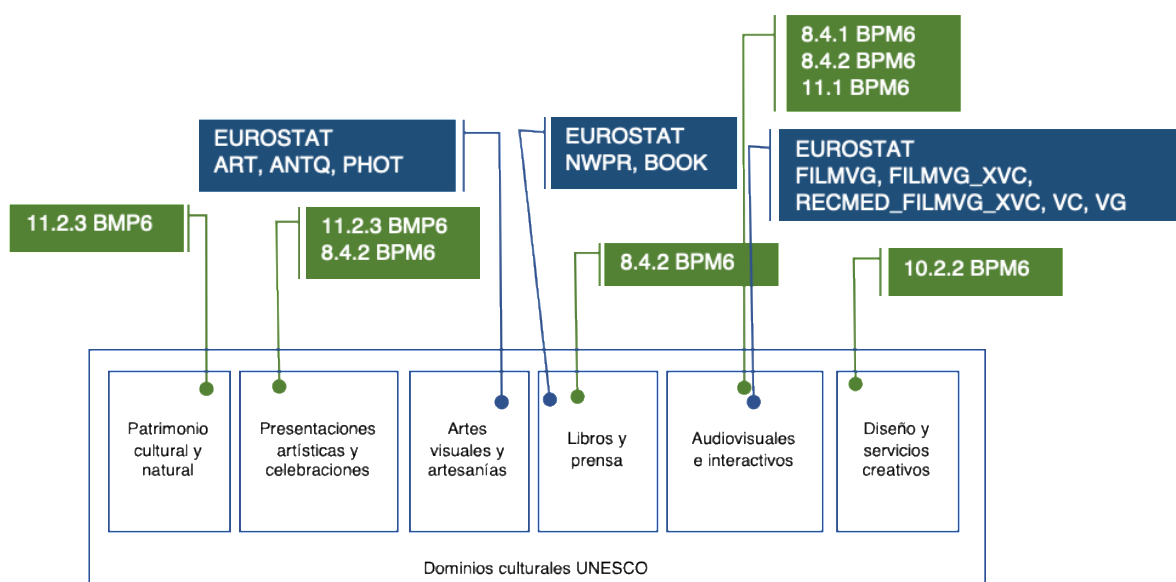 8.4.1 BPM6
8.4.2 BPM6
11.1 BPM6
EUROSTAT
ART, ANTQ, PHOT
EUROSTAT
NWPR, BOOK
EUROSTAT
FILMVG, FILMVG_XVC,
RECMED_FILMVG_XVC, VC, VG
11.2.3 BMP6
11.2.3 BMP6
8.4.2 BPM6
8.4.2 BPM6
10.2.2 BPM6
Patrimonio
cultural y
natural
Presentaciones
artísticas y
celebraciones
Artes
visuales y
artesanías
Libros y
prensa
Audiovisuales
e interactivos
Diseño y
servicios
creativos
Dominios culturales UNESCO